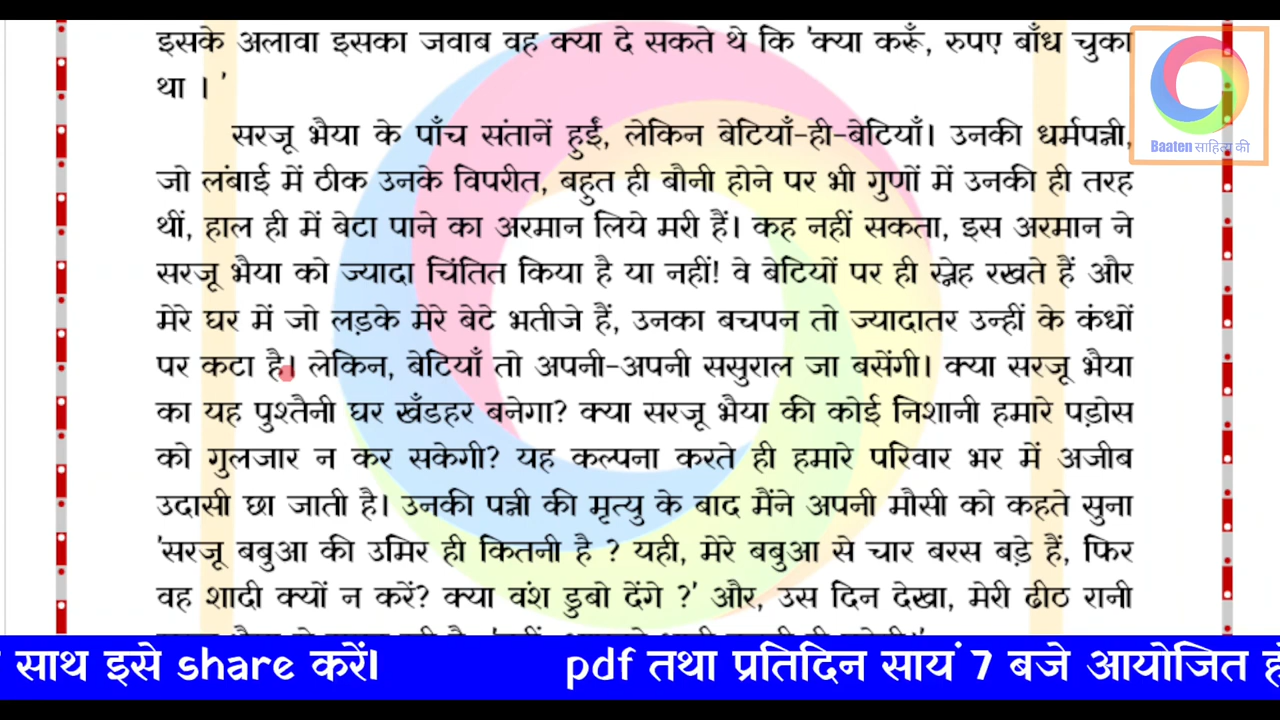 इसके अलावा इसका जवाब वह क्या दे सकते थे कि 'क्या करूँ, रुपए बाँध चुका
था । '
सरजू भैया के पाँच संतानें हुईं, लेकिन बेटियाँ-ही-बेटियाँ। उनकी धर्मपत्नी,
जो लंबाई में ठीक उनके विपरीत, बहुत ही बौनी होने पर भी गुणों में उनकी ही तरह
थीं, हाल ही में बेटा पाने का अरमान लिये मरी हैं। कह नहीं सकता, इस अरमान ने
सरजू भैया को ज्यादा चिंतित किया है या नहीं! वे बेटियों पर ही स्नेह रखते हैं और
मेरे घर में जो लड़के मेरे बेटे भतीजे हैं, उनका बचपन तो ज्यादातर उन्हीं के कंधों
पर कटा है। लेकिन, बेटियाँ तो अपनी-अपनी ससुराल जा बसेंगी। क्या सरजू भैया
का यह पुश्तैनी घर खँडहर बनेगा? क्या सरजू भैया की कोई निशानी हमारे पड़ोस
को गुलजार न कर सकेगी? यह कल्पना करते ही हमारे परिवार भर में अजीब
उदासी छा जाती है। उनकी पत्नी की मृत्यु के बाद मैंने अपनी मौसी को कहते सुना
'सरजू बबुआ की उमिर ही कितनी है ? यही, मेरे बबुआ से चार बरस बड़े हैं, फिर
वह शादी क्यों न करें? क्या वंश डुबो देंगे ?' और, उस दिन देखा, मेरी ढीठ रानी
साथ इसे share करें। pdf तथा प्रतिदिन सायं 7 बजे आयोजित
Baaten साहित्य की